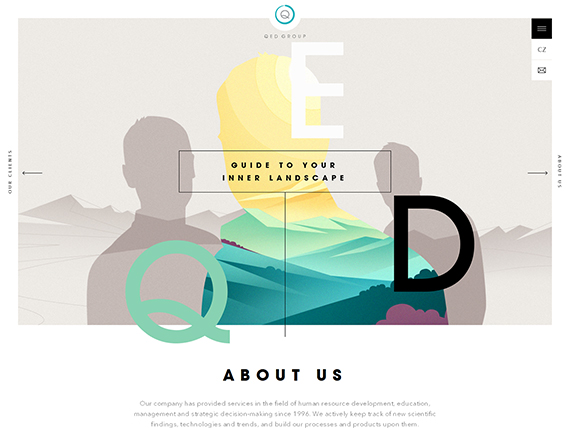 Q
QED GROUP
E
CZ
OUR CLIENTS
GUIDE TO YOUR
INNER LANDSCAPE
ABOUT US
D
Q
ABOUT US
Our company has provided services in the field of human resource development, education,
management and strategic decision-making since 1996. We actively keep track of new scientific
findings, technologies and trends, and build our processes and products upon them.